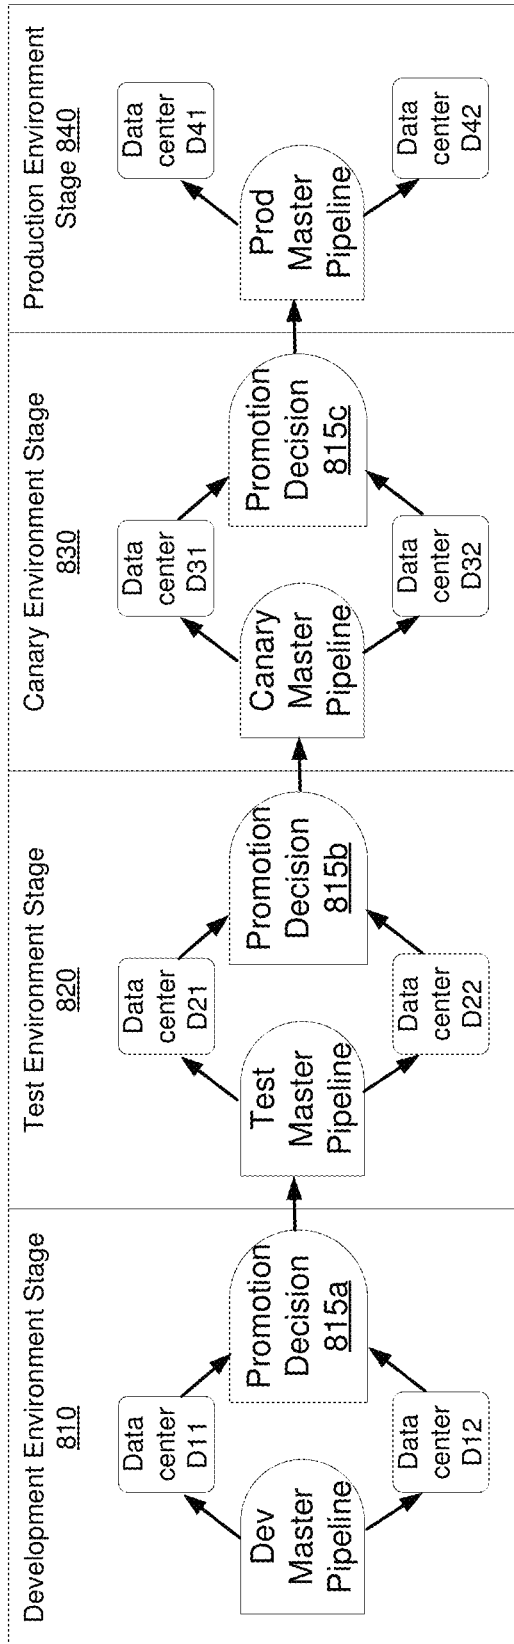 Development Environment Stage
810
Data
center
D11
Dev
Master
Pipeline
Data
center
D12
Promotion
Decision
815a
Test Environment Stage
820
Data
center
D21
Test
Master
Pipeline
Data
center
D22
Promotion
Decision
815b
Canary Environment Stage
830
Data
center
D31
Canary
Master
Pipeline
Data
center
D32
Promotion
Decision
815c
Production Environment
Stage 840
Data
center
D41
Prod
Master
Pipeline
Data
center
D42